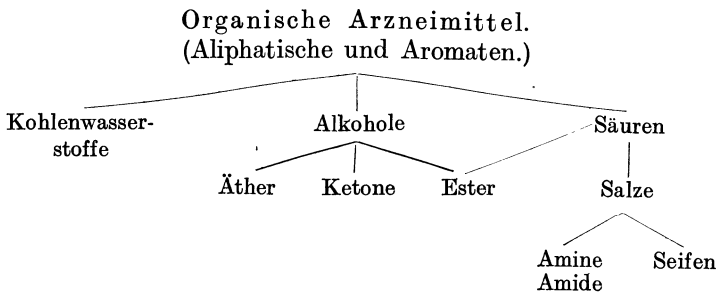 Organische Arzneimittel.
(Aliphatische und Aromaten.)
Kohlenwasser-
stoffe
Alkohole
Säuren
Äther
Ketone
Ester
Salze
Amine
Amide
Seifen